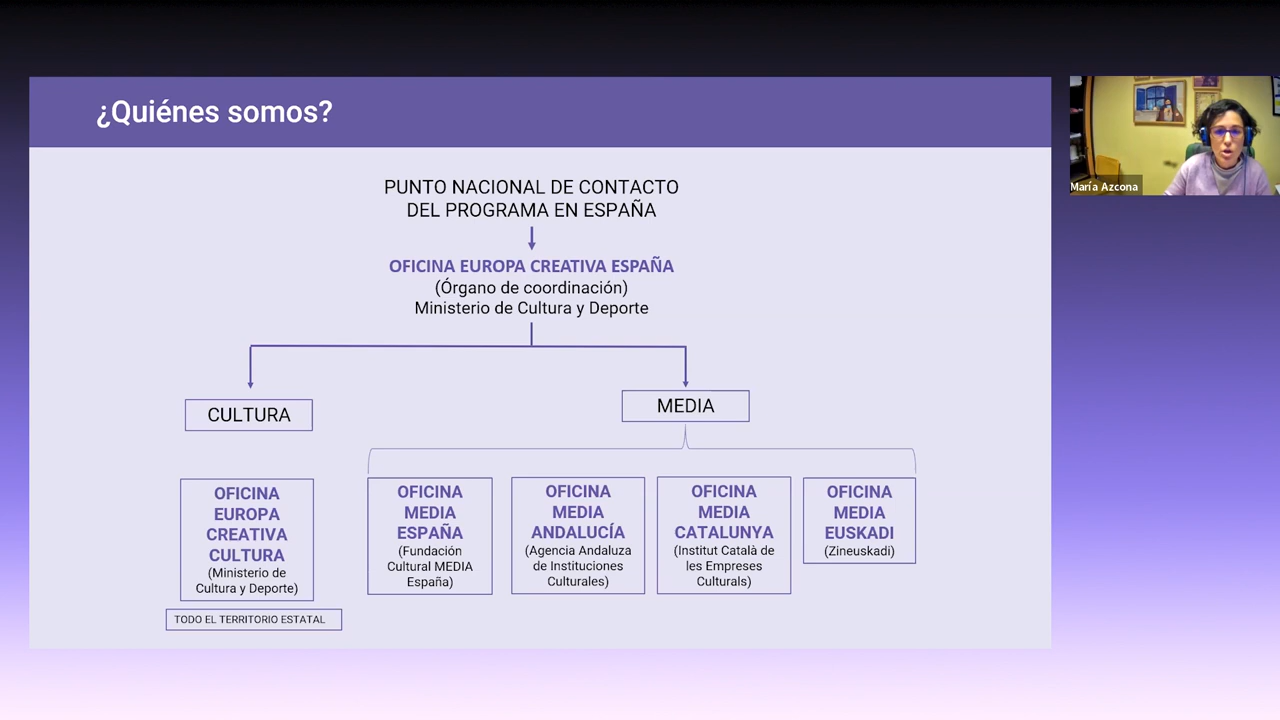 ¿Quiénes somos?
PUNTO NACIONAL DE CONTACTO
DEL PROGRAMA EN ESPAÑA
OFICINA EUROPA CREATIVA ESPAÑA
(Órgano de coordinación)
Ministerio de Cultura y Deporte
CULTURA
MEDIA
OFICINA
EUROPA
CREATIVA
CULTURA
(Ministerio de
Cultura y Deporte)
TODO EL TERRITORIO ESTATAL
OFICINA
MEDIA
ESPAÑA
(Fundación
Cultural MEDIA
España)
OFICINA
MEDIA
ANDALUCÍA
(Agencia Andaluza
de Instituciones
Culturales)
OFICINA
MEDIA
CATALUNYA
(Institut Català de
les Empreses
Culturals)
OFICINA
MEDIA
EUSKADI
(Zineuskadi)
María Azcona